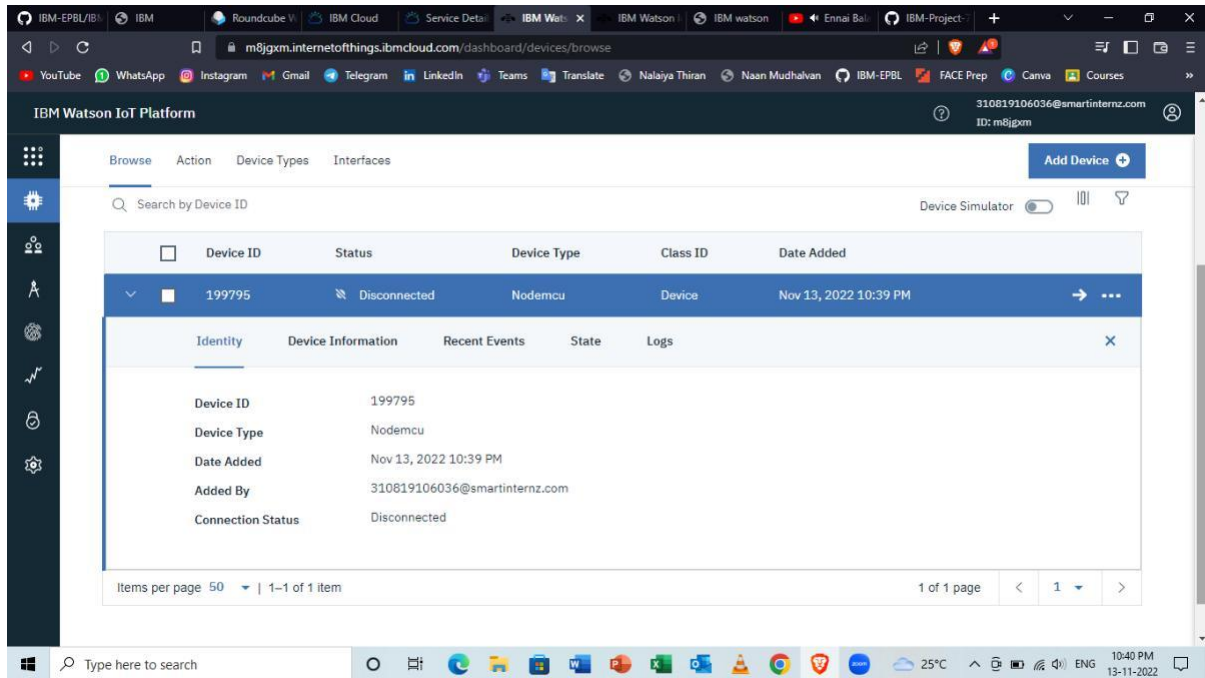 IBM-EPBL/IBM
IBM
Roundcube W
IBM Cloud
Service Detail
IBM Wats
IBM Watson
IBM watson
Ennai Bal
IBM-Project-7
m8jgxm.internetofthings.ibmcloud.com/dashboard/devices/browse
YouTube WhatsApp Instagram Gmail Telegram LinkedIn Teams Translate Nalaiya Thiran Naan Mudhalvan IBM-EPBL FACE Prep Canva Courses
IBM Watson IoT Platform
310819106036@smartinternz.com
ID: m8jgxm
Browse Action Device Types Interfaces
Add Device
Search by Device ID
Device Simulator
Device ID Status Device Type Class ID Date Added
199795 Disconnected Nodemcu Device Nov 13, 2022 10:39 PM
Identity Device Information Recent Events State Logs
Device ID 199795
Device Type Nodemcu
Date Added Nov 13, 2022 10:39 PM
Added By 310819106036@smartinternz.com
Connection Status Disconnected
Items per page 50 | 1–1 of 1 item
1 of 1 page 1
Type here to search
25°C ENG
10:40 PM
13-11-2022